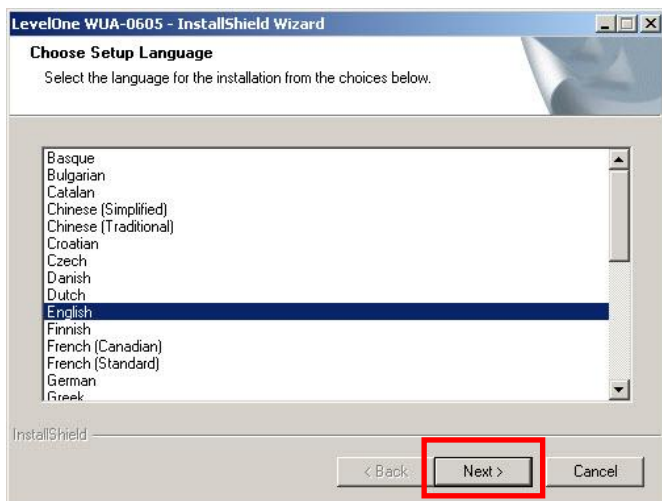 LevelOne WUA-0605 - InstallShield Wizard
Choose Setup Language
Select the language for the installation from the choices below.
Basque
Bulgarian
Catalan
Chinese (Simplified)
Chinese (Traditional)
Croatian
Czech
Danish
Dutch
English
Finnish
French (Canadian)
French (Standard)
German
Greek
InstallShield
< Back Next > Cancel